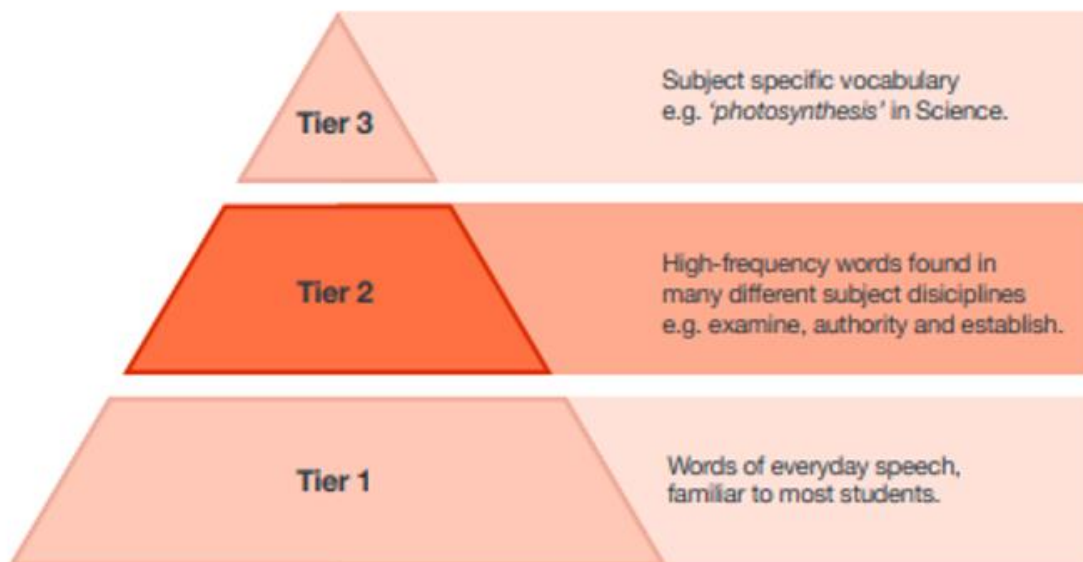 Tier 3
Subject specific vocabulary
e.g. ‘photosynthesis’ in Science.
Tier 2
High-frequency words found in
many different subject disiciplines
e.g. examine, authority and establish.
Tier 1
Words of everyday speech,
familiar to most students.